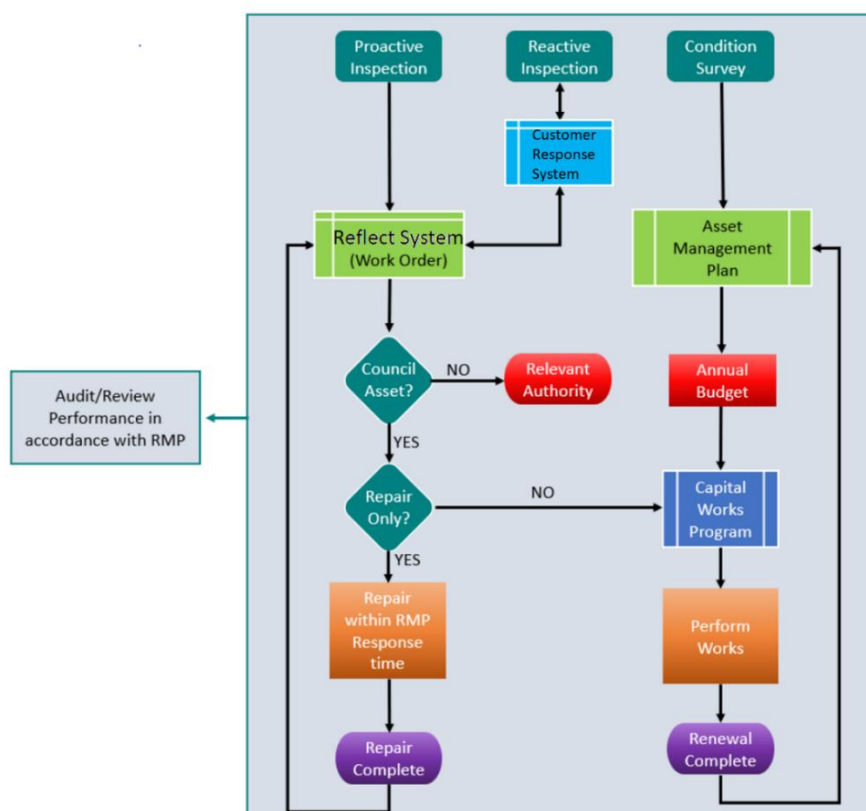 Proactive
Inspection
Reactive
Inspection
Condition
Survey
Customer
Response
System
Reflect System
(Work Order)
Asset
Management
Plan
Council
Asset?
NO
Relevant
Authority
Annual
Budget
Audit/Review
Performance in
accordance with RMP
YES
Repair
Only?
NO
Capital
Works
Program
YES
Repair
within RMP
Response
time
Perform
Works
Repair
Complete
Renewal
Complete